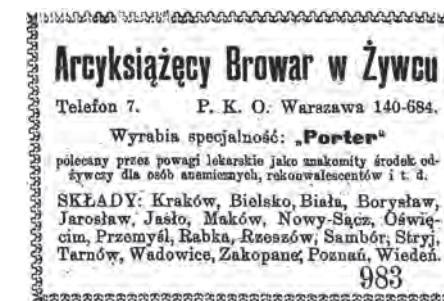 Arcyksiążęcy Browar w Żywcu
Telefon 7. P. K. O. Warszawa 140-684.
Wyrabia specjalność: „Porter“
polecany przez powagi lekarskie jako znakomity środek od-
żywczy dla osób anemicznych, rekonwalescentów i t. d.
SKŁADY: Kraków, Bielsko, Biała, Borysław,
Jarosław, Jasło, Maków, Nowy-Sącz, Oświę-
cim, Przemyśl, Rabka, Rzeszów, Sambór, Stryj,
Tarnów, Wadowice, Zakopane, Poznań, Wiedeń.
983